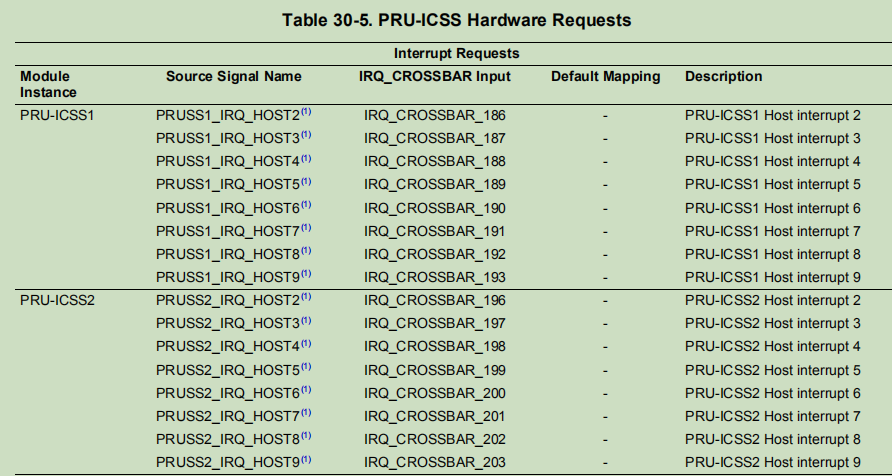 Table 30-5. PRU-ICSS Hardware Requests
Interrupt Requests
Module Instance Source Signal Name IRQ_CROSSBAR Input Default Mapping Description
PRU-ICSS1 PRUSS1_IRQ_HOST2(1) IRQ_CROSSBAR_186 - PRU-ICSS1 Host interrupt 2
PRUSS1_IRQ_HOST3(1) IRQ_CROSSBAR_187 - PRU-ICSS1 Host interrupt 3
PRUSS1_IRQ_HOST4(1) IRQ_CROSSBAR_188 - PRU-ICSS1 Host interrupt 4
PRUSS1_IRQ_HOST5(1) IRQ_CROSSBAR_189 - PRU-ICSS1 Host interrupt 5
PRUSS1_IRQ_HOST6(1) IRQ_CROSSBAR_190 - PRU-ICSS1 Host interrupt 6
PRUSS1_IRQ_HOST7(1) IRQ_CROSSBAR_191 - PRU-ICSS1 Host interrupt 7
PRUSS1_IRQ_HOST8(1) IRQ_CROSSBAR_192 - PRU-ICSS1 Host interrupt 8
PRUSS1_IRQ_HOST9(1) IRQ_CROSSBAR_193 - PRU-ICSS1 Host interrupt 9
PRU-ICSS2 PRUSS2_IRQ_HOST2(1) IRQ_CROSSBAR_196 - PRU-ICSS2 Host interrupt 2
PRUSS2_IRQ_HOST3(1) IRQ_CROSSBAR_197 - PRU-ICSS2 Host interrupt 3
PRUSS2_IRQ_HOST4(1) IRQ_CROSSBAR_198 - PRU-ICSS2 Host interrupt 4
PRUSS2_IRQ_HOST5(1) IRQ_CROSSBAR_199 - PRU-ICSS2 Host interrupt 5
PRUSS2_IRQ_HOST6(1) IRQ_CROSSBAR_200 - PRU-ICSS2 Host interrupt 6
PRUSS2_IRQ_HOST7(1) IRQ_CROSSBAR_201 - PRU-ICSS2 Host interrupt 7
PRUSS2_IRQ_HOST8(1) IRQ_CROSSBAR_202 - PRU-ICSS2 Host interrupt 8
PRUSS2_IRQ_HOST9(1) IRQ_CROSSBAR_203 - PRU-ICSS2 Host interrupt 9